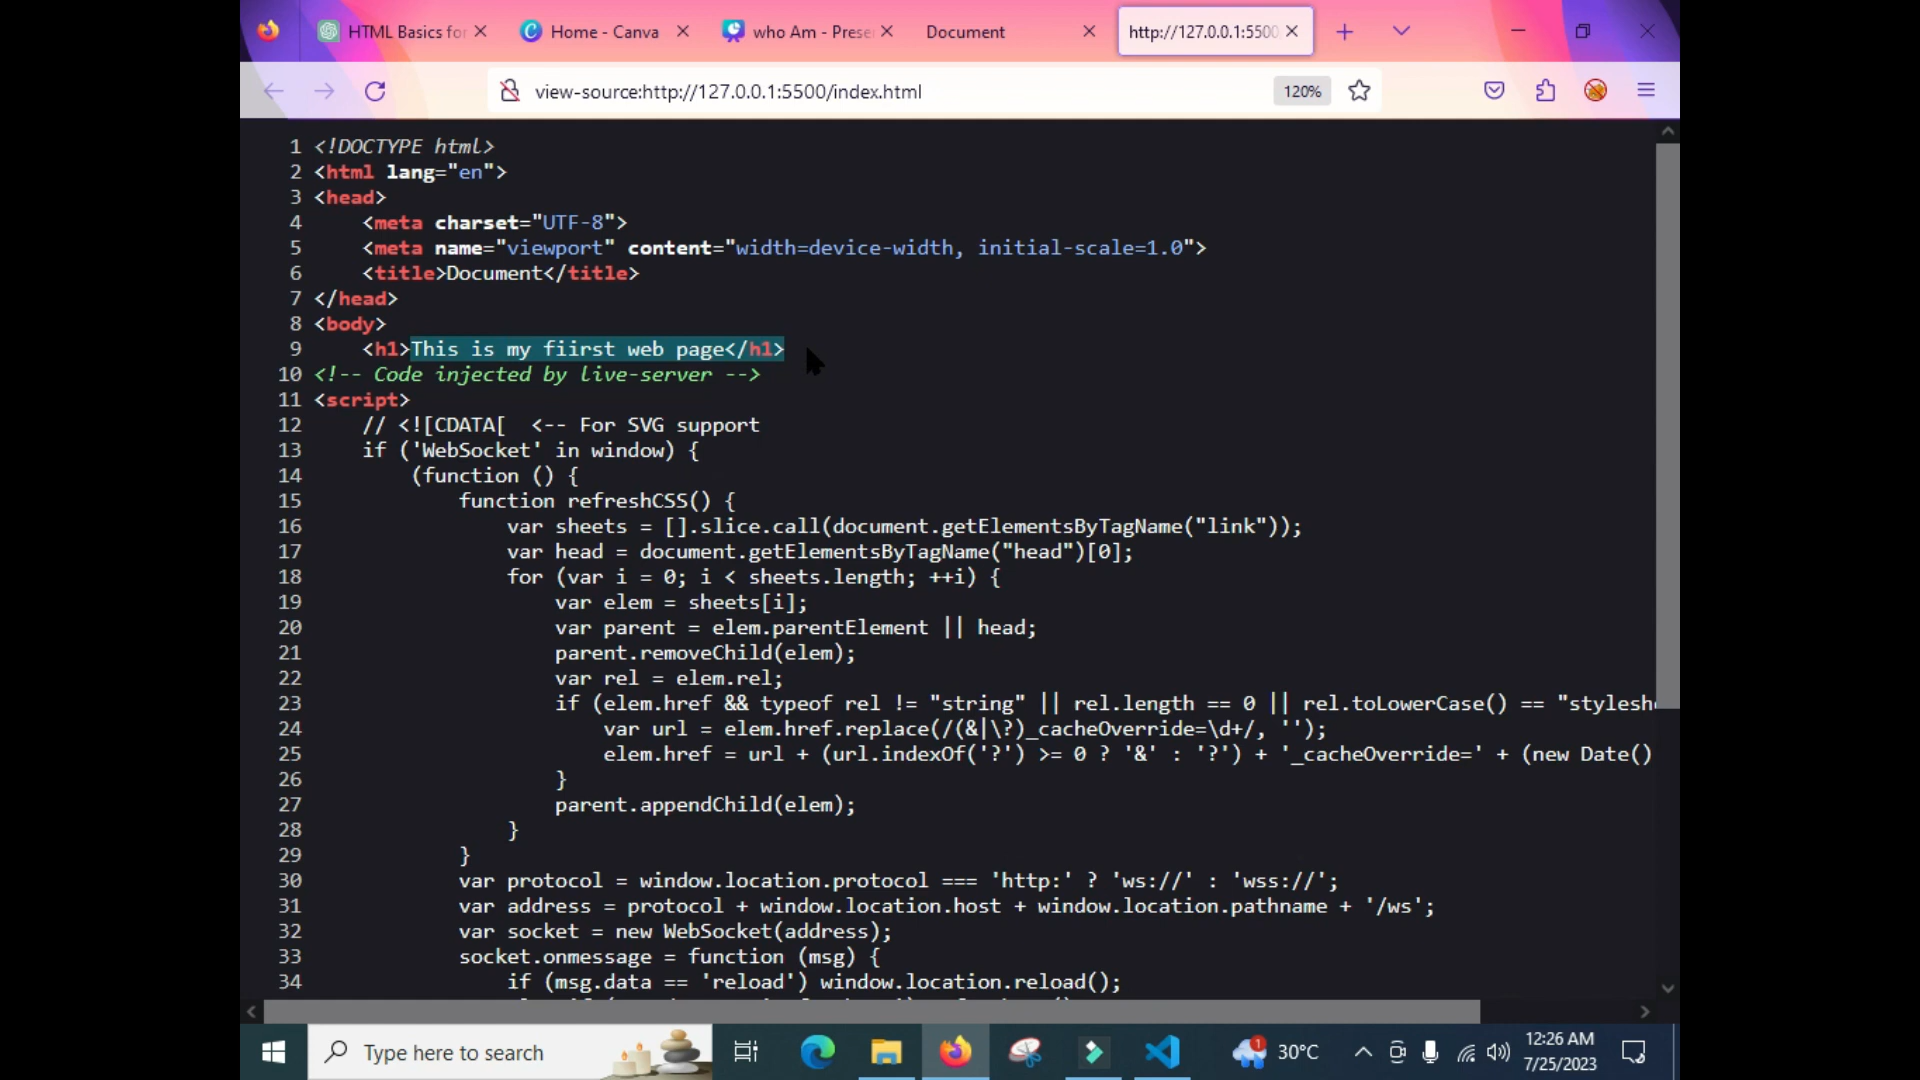 HTML Basics for
Home - Canva
who Am - Prese
Document
http://127.0.0.1:5500
view-source:http://127.0.0.1:5500/index.html
120%
1 <!DOCTYPE html>
2 <html lang="en">
3 <head>
4 <meta charset="UTF-8">
5 <meta name="viewport" content="width=device-width, initial-scale=1.0">
6 <title>Document</title>
7 </head>
8 <body>
9 <h1>This is my fiirst web page</h1>
10 <!-- Code injected by live-server -->
11 <script>
12 // <![CDATA[  <-- For SVG support
13 if ('WebSocket' in window) {
14 (function () {
15 function refreshCSS() {
16 var sheets = [].slice.call(document.getElementsByTagName("link"));
17 var head = document.getElementsByTagName("head")[0];
18 for (var i = 0; i < sheets.length; ++i) {
19 var elem = sheets[i];
20 var parent = elem.parentElement || head;
21 parent.removeChild(elem);
22 var rel = elem.rel;
23 if (elem.href && typeof rel != "string" || rel.length == 0 || rel.toLowerCase() == "stylesh
24 var url = elem.href.replace(/(&|\?)_cacheOverride=\d+/, '');
25 elem.href = url + (url.indexOf('?') >= 0 ? '&' : '?') + '_cacheOverride=' + (new Date()
26 }
27 parent.appendChild(elem);
28 }
29 }
30 var protocol = window.location.protocol === 'http:' ? 'ws://' : 'wss://';
31 var address = protocol + window.location.host + window.location.pathname + '/ws';
32 var socket = new WebSocket(address);
33 socket.onmessage = function (msg) {
34 if (msg.data == 'reload') window.location.reload();
Type here to search
1
30°C
12:26 AM
7/25/2023